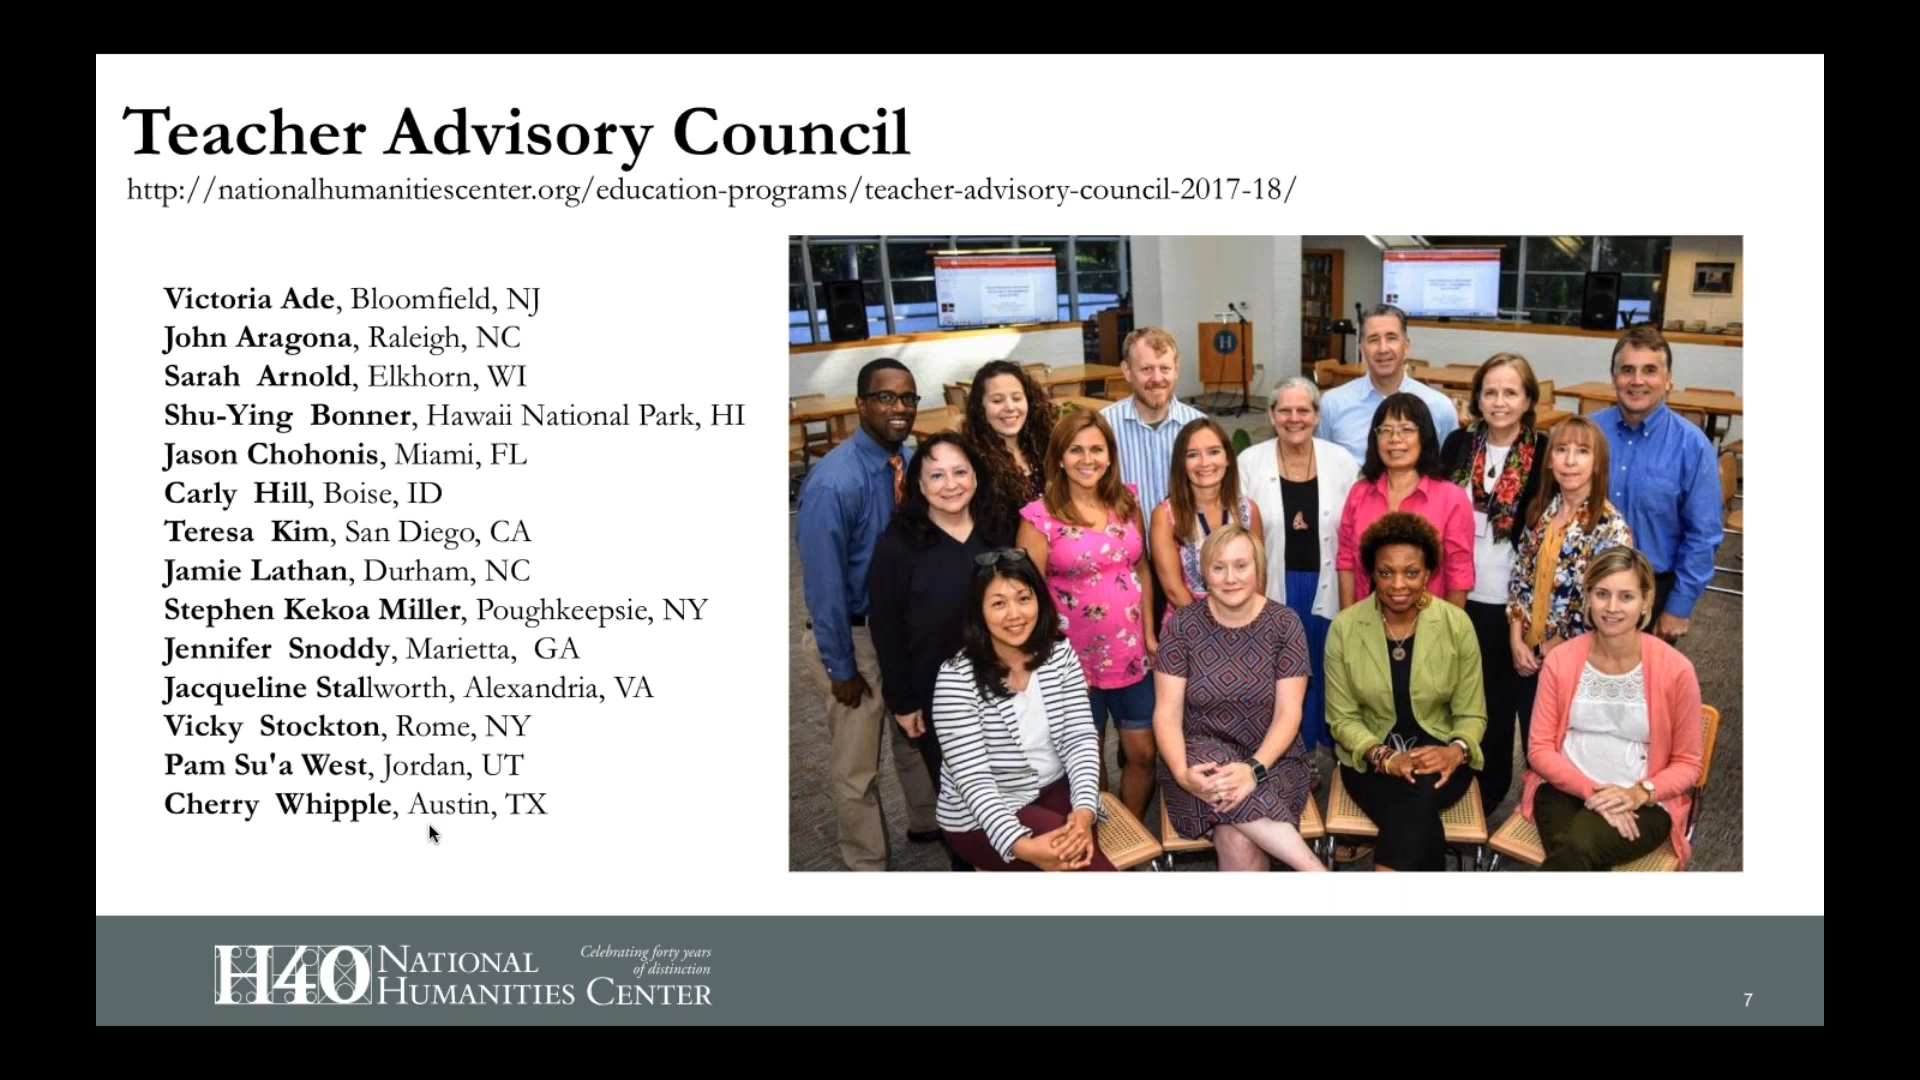 Teacher Advisory Council
http://nationalhumanitiescenter.org/education-programs/teacher-advisory-council-2017-18/
Victoria Ade, Bloomfield, NJ
John Aragona, Raleigh, NC
Sarah Arnold, Elkhorn, WI
Shu-Ying Bonner, Hawaii National Park, HI
Jason Chohonis, Miami, FL
Carly Hill, Boise, ID
Teresa Kim, San Diego, CA
Jamie Lathan, Durham, NC
Stephen Kekoa Miller, Poughkeepsie, NY
Jennifer Snoddy, Marietta, GA
Jacqueline Stallworth, Alexandria, VA
Vicky Stockton, Rome, NY
Pam Su'a West, Jordan, UT
Cherry Whipple, Austin, TX
H40 NATIONAL HUMANITIES CENTER
Celebrating forty years
of distinction
7